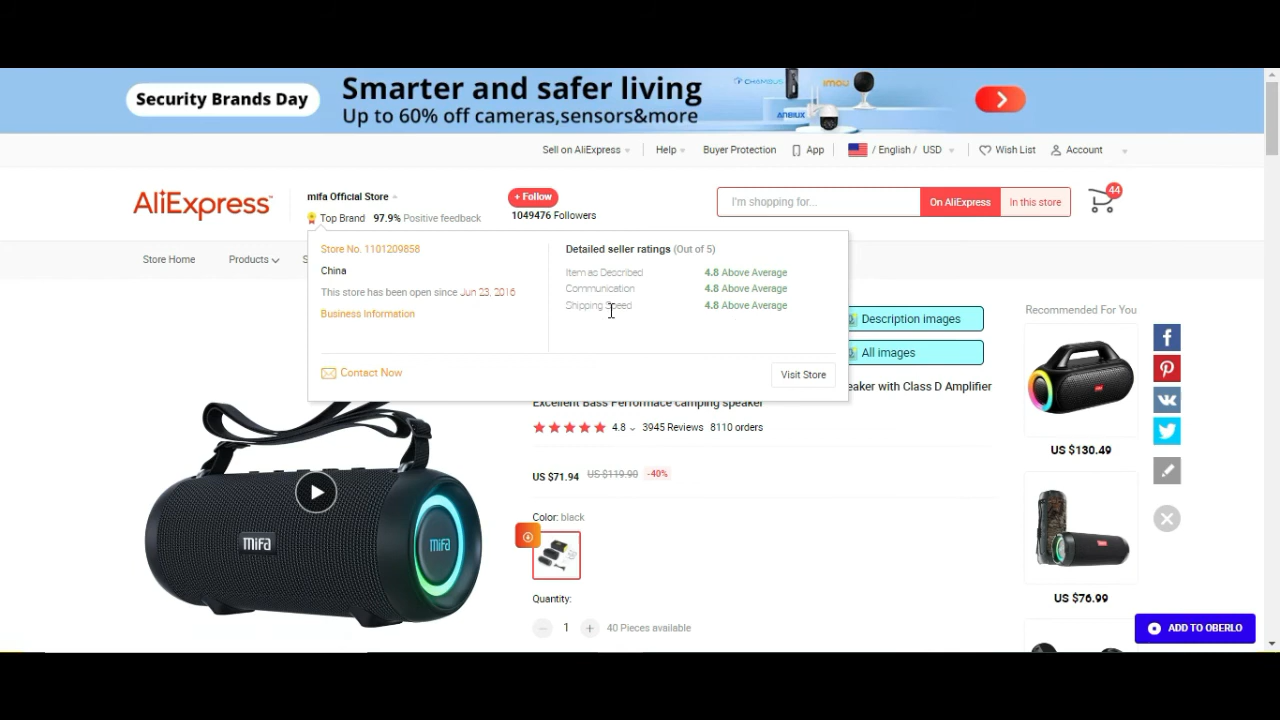 Security Brands Day
Smarter and safer living
Up to 60% off cameras,sensors&more
CHAMBUS
imou
ANBIUX
Sell on AliExpress
Help
Buyer Protection
App
/ English / USD
Wish List
Account
AliExpress
mifa Official Store
Top Brand 97.9% Positive feedback
+ Follow
1049476 Followers
I'm shopping for...
On AliExpress
In this store
44
Store Home
Products
S
Store No. 1101209858
China
This store has been open since Jun 23, 2016
Business Information
Contact Now
Detailed seller ratings (Out of 5)
Item as Described 4.8 Above Average
Communication 4.8 Above Average
Shipping Speed 4.8 Above Average
Visit Store
Description images
All images
eaker with Class D Amplifier
Excellent Bass Performace camping speaker
4.8 3945 Reviews 8110 orders
US $71.94 US $119.90 -40%
Color: black
Quantity:
1
40 Pieces available
mifa
mifa
Recommended For You
US $130.49
US $76.99
ADD TO OBERLO